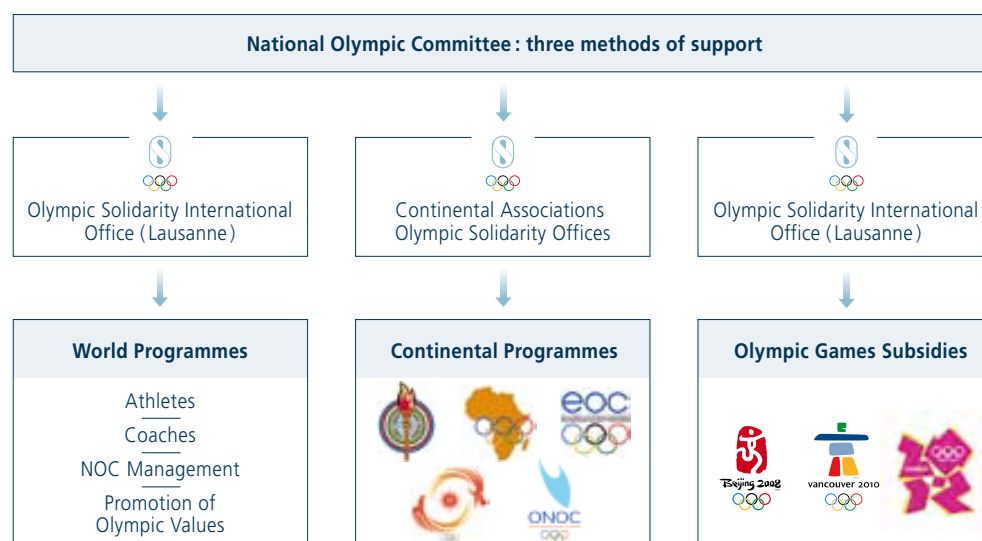 National Olympic Committee : three methods of support
Olympic Solidarity International
Office (Lausanne)
Continental Associations
Olympic Solidarity Offices
Olympic Solidarity International
Office (Lausanne)
World Programmes
Athletes
Coaches
NOC Management
Promotion of
Olympic Values
Continental Programmes
eoc
ONOC
Olympic Games Subsidies
Beijing 2008
vancouver 2010